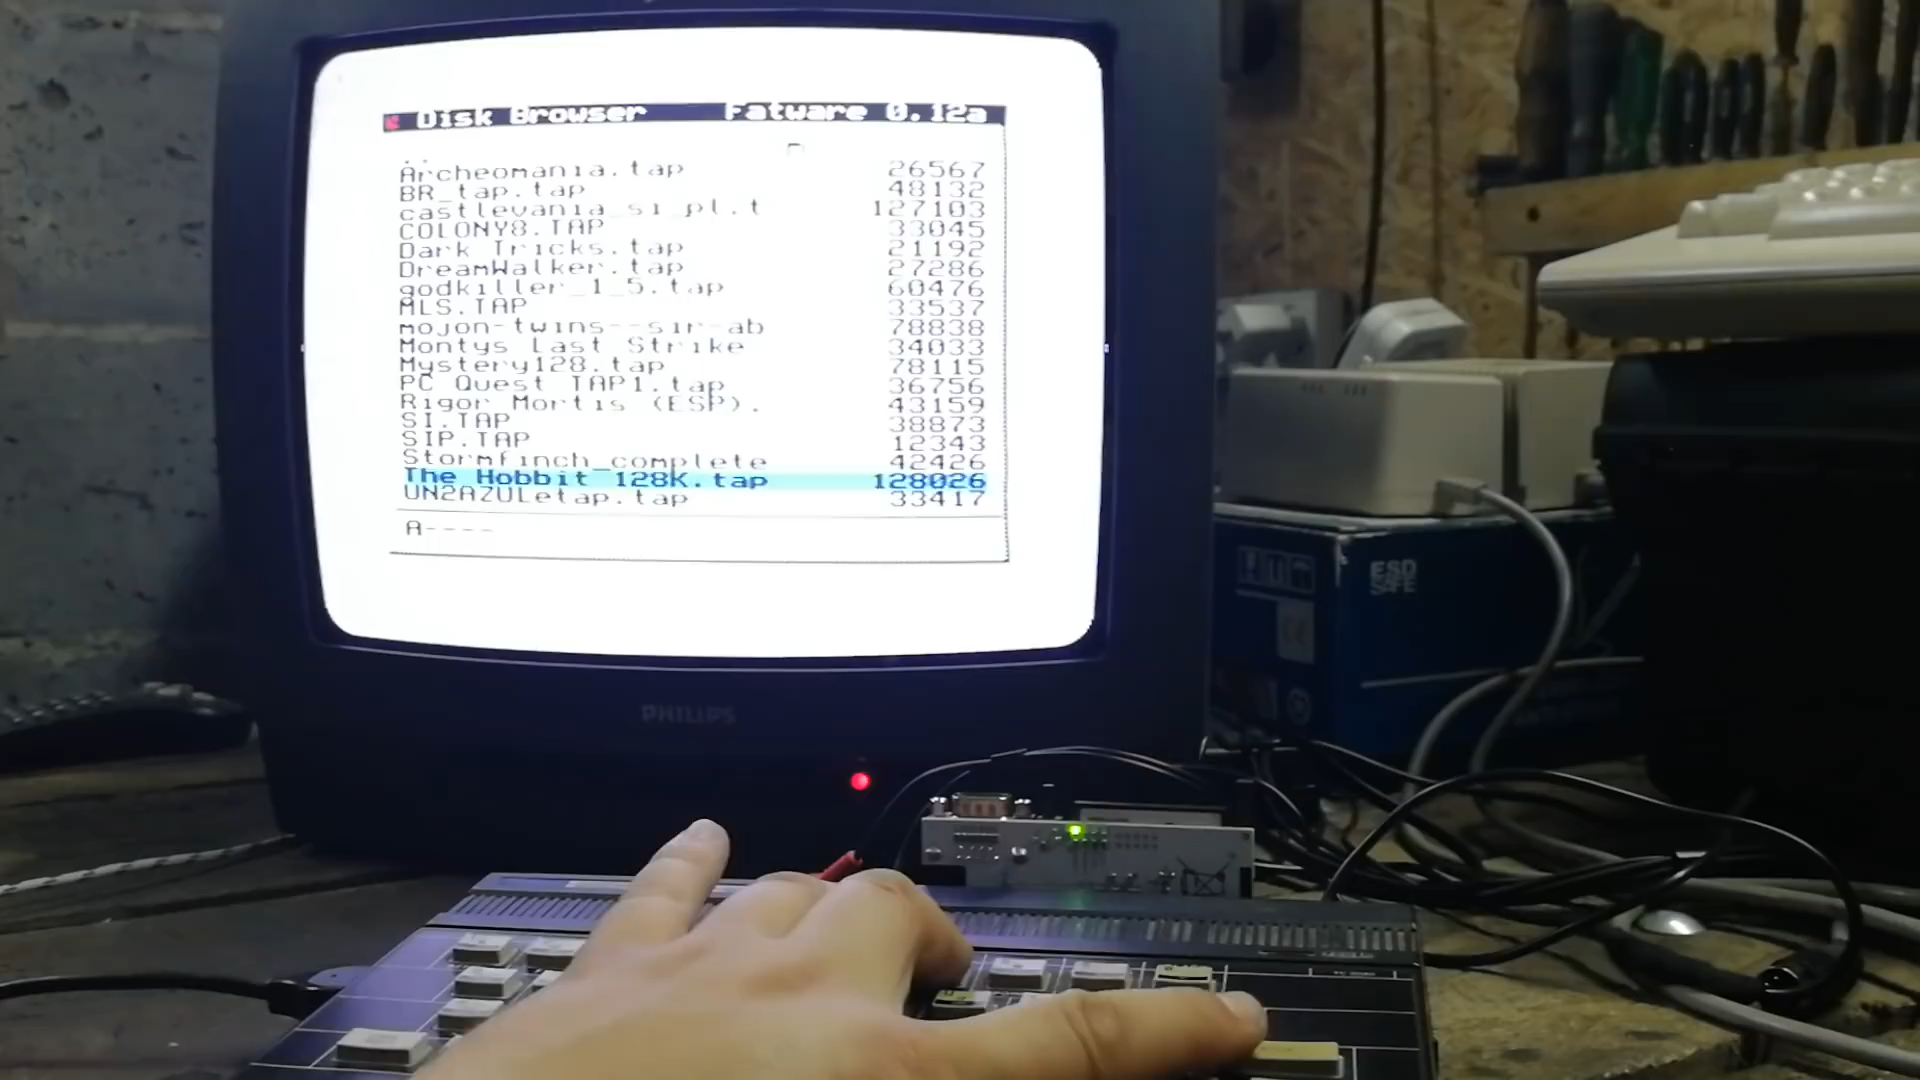 Disk Browser Fatware 0.12a
..
Archeomania.tap 26567
BR_tap.tap 48132
castlevania_si_pl.t 127103
COLONY8.TAP 33045
Dark Tricks.tap 21192
DreamWalker.tap 27286
godkiller_1_5.tap 60476
MLS.TAP 33537
mojon-twins--sir-ab 78838
Montys Last Strike 34033
Mystery128.tap 78115
PC Quest TAP1.tap 36756
Rigor Mortis (ESP). 43159
SI.TAP 38873
SIP.TAP 12343
Stormfinch_complete 42426
The Hobbit 128K.tap 128026
UN2AZULetap.tap 33417
A----
PHILIPS
ESD
SAFE